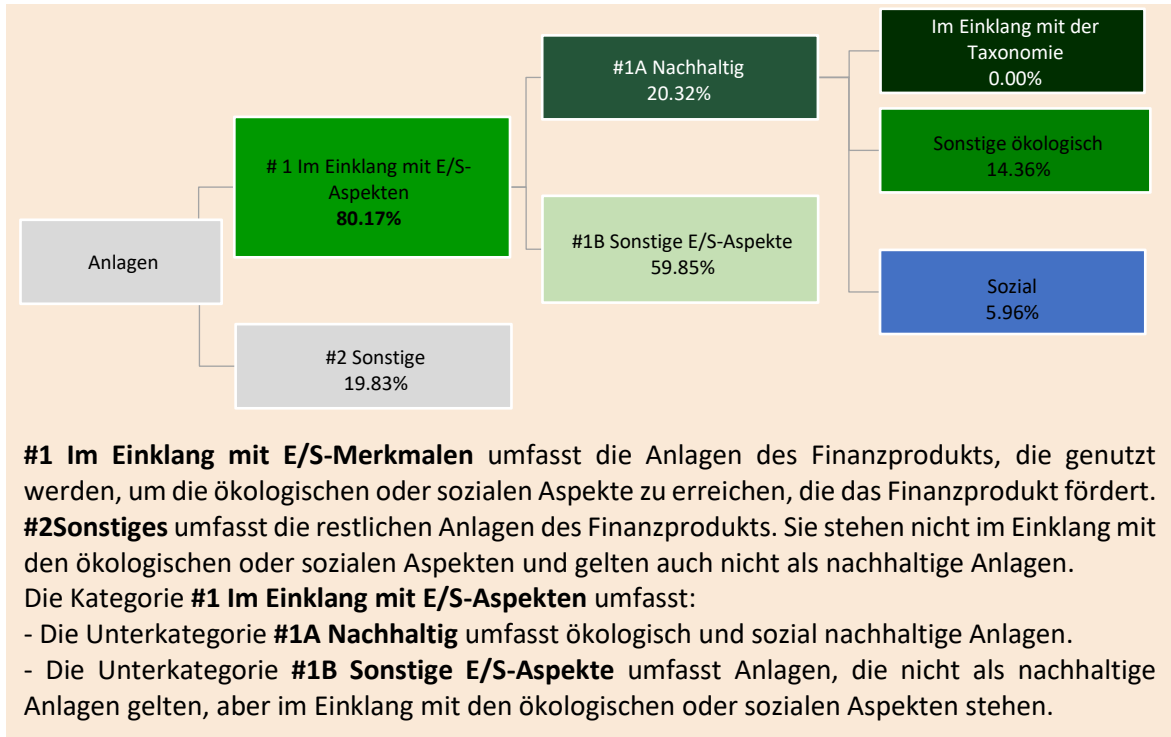 Im Einklang mit der
Taxonomie
0.00%
#1A Nachhaltig
20.32%
Sonstige ökologisch
14.36%
# 1 Im Einklang mit E/S-
Aspekten
80.17%
#1B Sonstige E/S-Aspekte
59.85%
Anlagen
Sozial
5.96%
#2 Sonstige
19.83%
#1 Im Einklang mit E/S-Merkmalen umfasst die Anlagen des Finanzprodukts, die genutzt
werden, um die ökologischen oder sozialen Aspekte zu erreichen, die das Finanzprodukt fördert.
#2Sonstiges umfasst die restlichen Anlagen des Finanzprodukts. Sie stehen nicht im Einklang mit
den ökologischen oder sozialen Aspekten und gelten auch nicht als nachhaltige Anlagen.
Die Kategorie #1 Im Einklang mit E/S-Aspekten umfasst:
- Die Unterkategorie #1A Nachhaltig umfasst ökologisch und sozial nachhaltige Anlagen.
- Die Unterkategorie #1B Sonstige E/S-Aspekte umfasst Anlagen, die nicht als nachhaltige
Anlagen gelten, aber im Einklang mit den ökologischen oder sozialen Aspekten stehen.